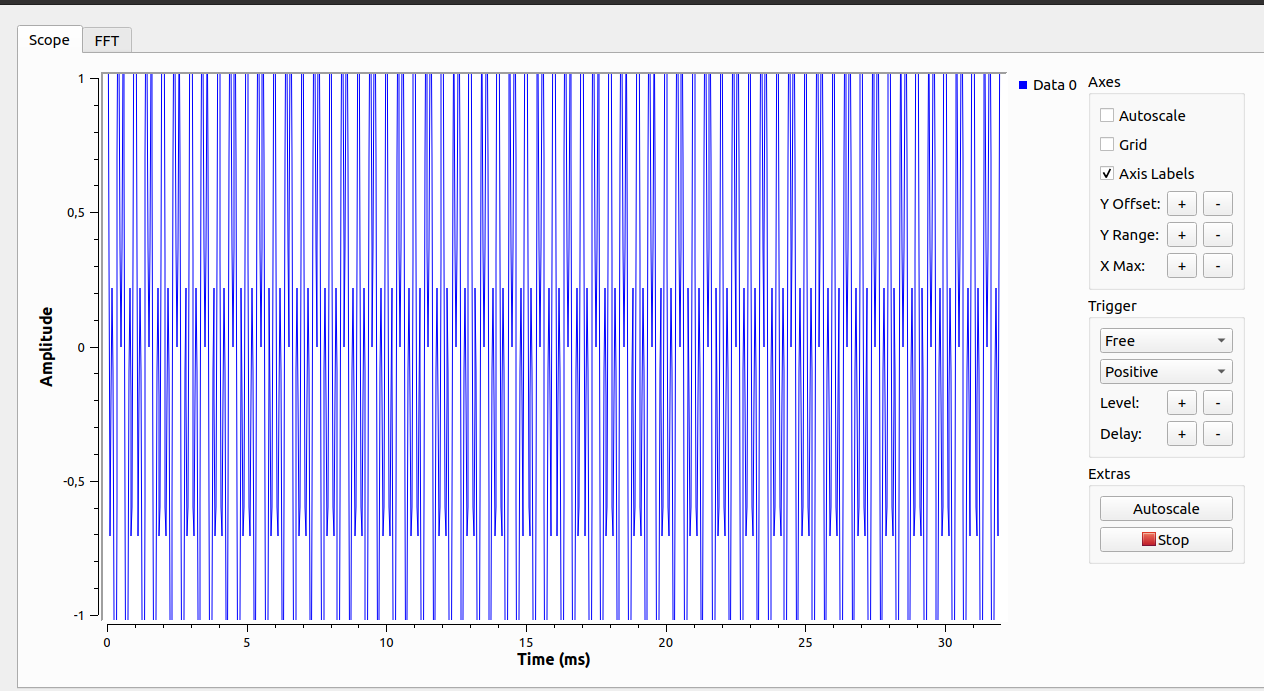 Scope FFT
Data 0
1
0,5
0
-0,5
-1
Amplitude
0 5 10 15 20 25 30
Time (ms)
Axes
Autoscale
Grid
Axis Labels
Y Offset: + -
Y Range: + -
X Max: + -
Trigger
Free
Positive
Level: + -
Delay: + -
Extras
Autoscale
Stop